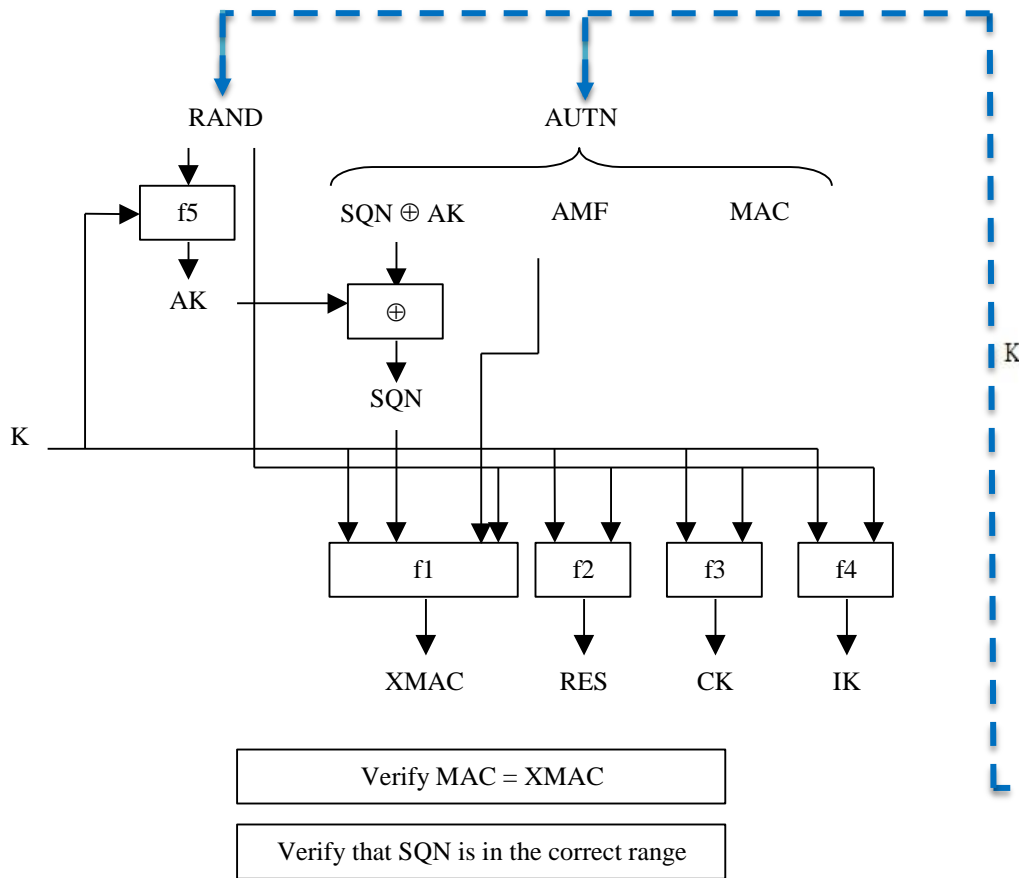 RAND AUTN
f5 SQN ⊕ AK AMF MAC
AK ⊕
K
SQN
K
f1 f2 f3 f4
XMAC RES CK IK
Verify MAC = XMAC
Verify that SQN is in the correct range